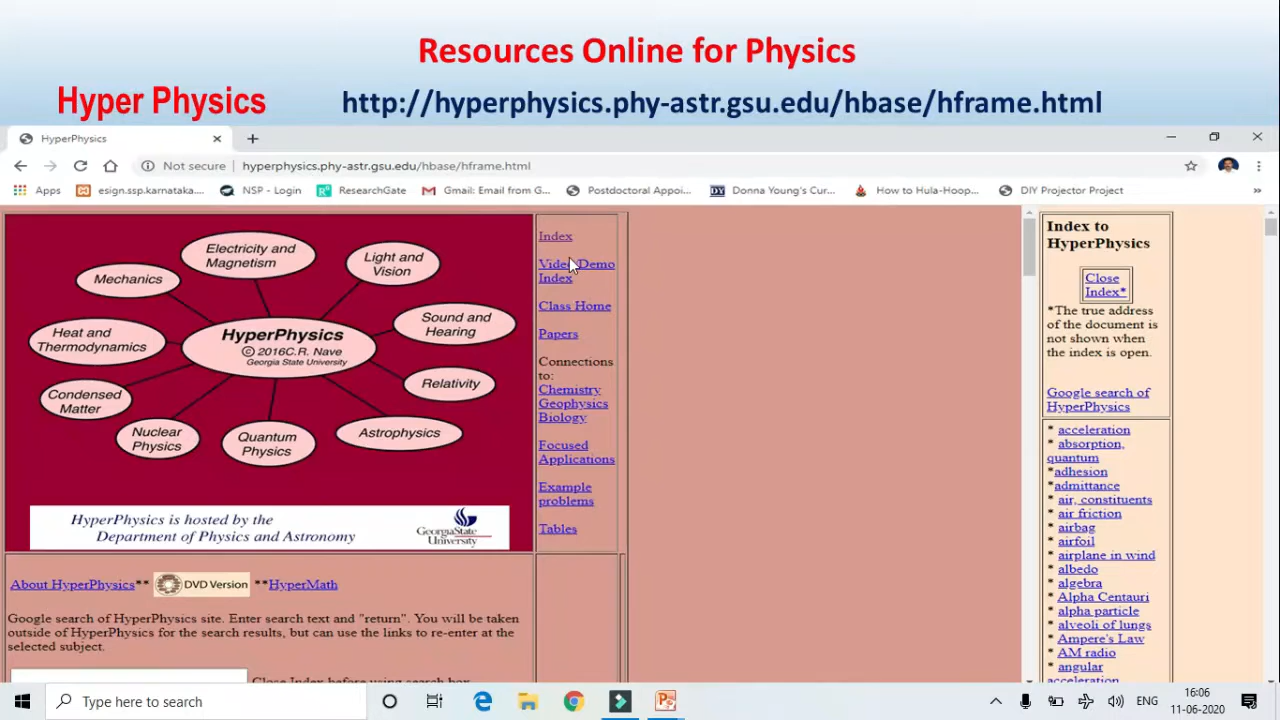 Resources Online for Physics
Hyper Physics http://hyperphysics.phy-astr.gsu.edu/hbase/hframe.html
HyperPhysics
Not secure | hyperphysics.phy-astr.gsu.edu/hbase/hframe.html
Apps esign.ssp.karnataka.... NSP - Login ResearchGate Gmail: Email from G... Postdoctoral Appoi... Donna Young's Cur... How to Hula-Hoop... DIY Projector Project
Electricity and
Magnetism
Light and
Vision
Mechanics
Sound and
Hearing
HyperPhysics
© 2016C.R. Nave
Georgia State University
Heat and
Thermodynamics
Relativity
Condensed
Matter
Nuclear
Physics
Quantum
Physics
Astrophysics
HyperPhysics is hosted by the
Department of Physics and Astronomy
GeorgiaState
University
Index
Video/Demo
Index
Class Home
Papers
Connections
to:
Chemistry
Geophysics
Biology
Focused
Applications
Example
problems
Tables
About HyperPhysics** DVD Version **HyperMath
Google search of HyperPhysics site. Enter search text and "return". You will be taken
outside of HyperPhysics for the search results, but can use the links to re-enter at the
selected subject.
Close Index before using search box
Index to
HyperPhysics
Close
Index*
*The true address
of the document is
not shown when
the index is open.
Google search of
HyperPhysics
* acceleration
* absorption,
quantum
*adhesion
*admittance
* air, constituents
* air friction
* airbag
* airfoil
* airplane in wind
* albedo
* algebra
* Alpha Centauri
* alpha particle
* alveoli of lungs
* Ampere's Law
* AM radio
* angular
acceleration
Type here to search
ENG
16:06
11-06-2020